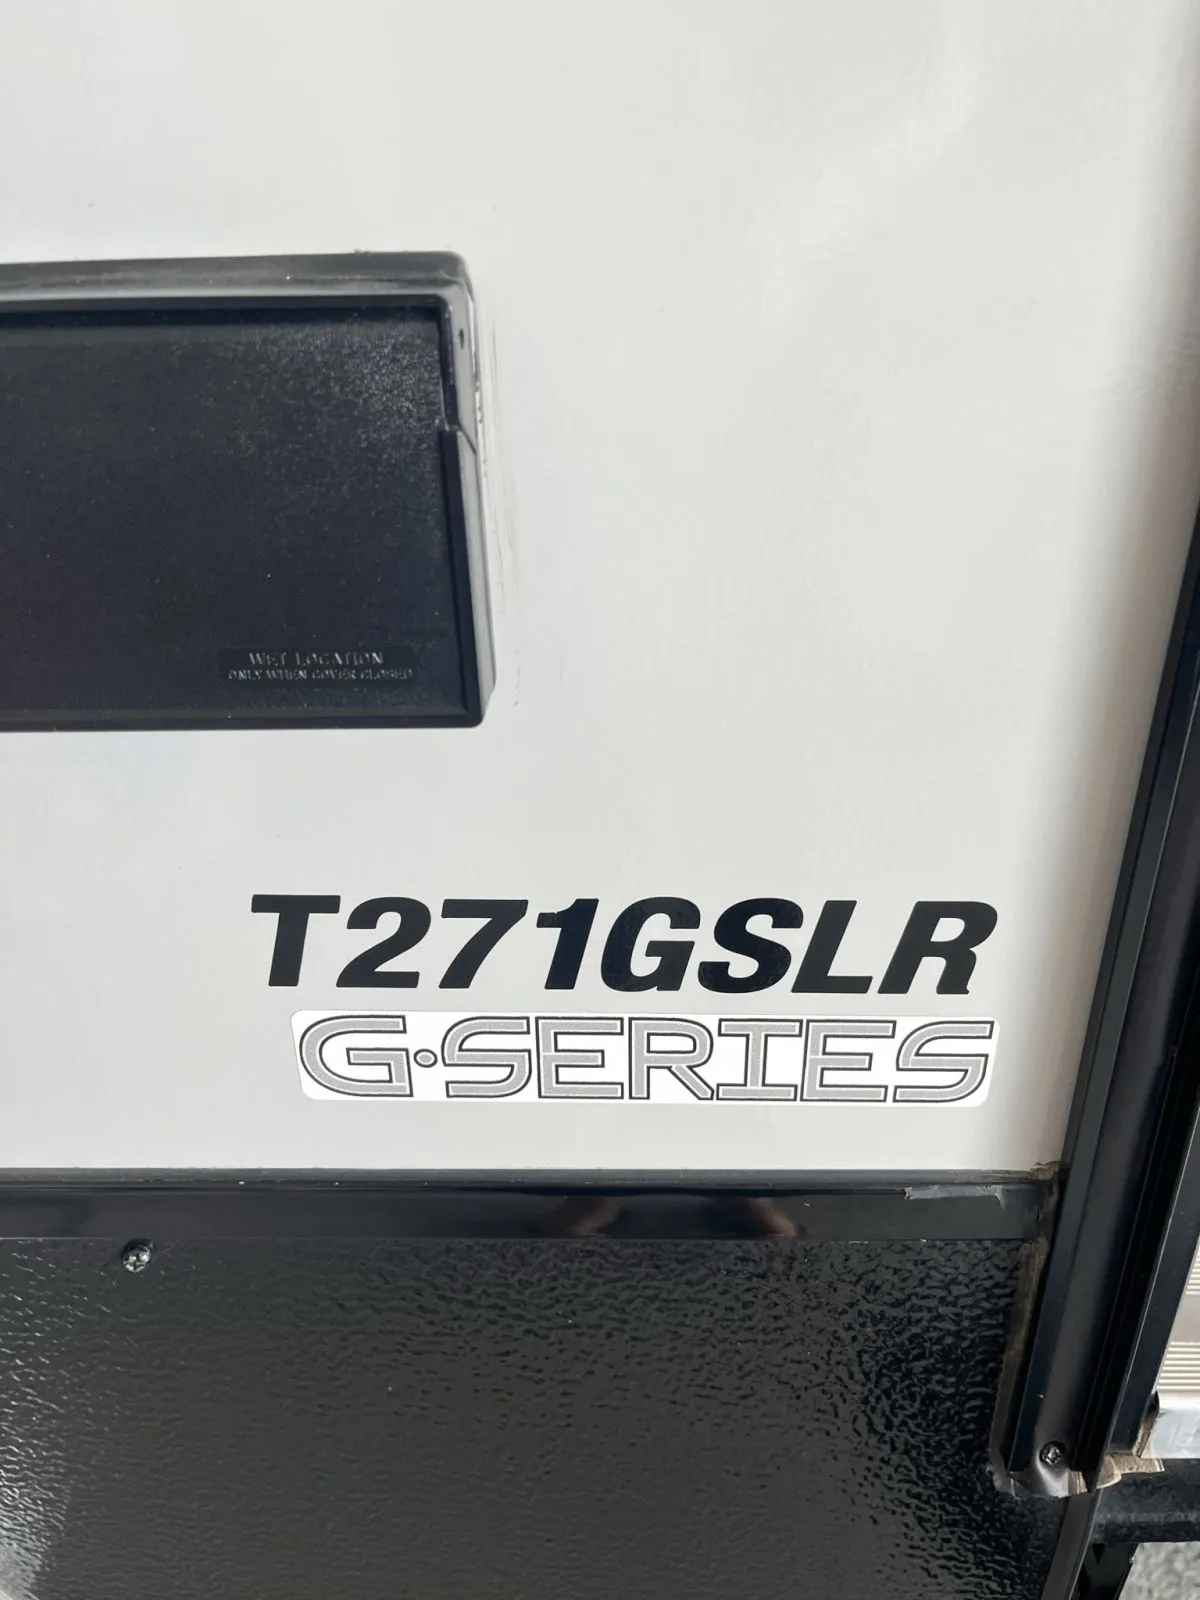 WET LOCATION
ONLY WHEN COVER CLOSED
T271GSLR
G·SERIES